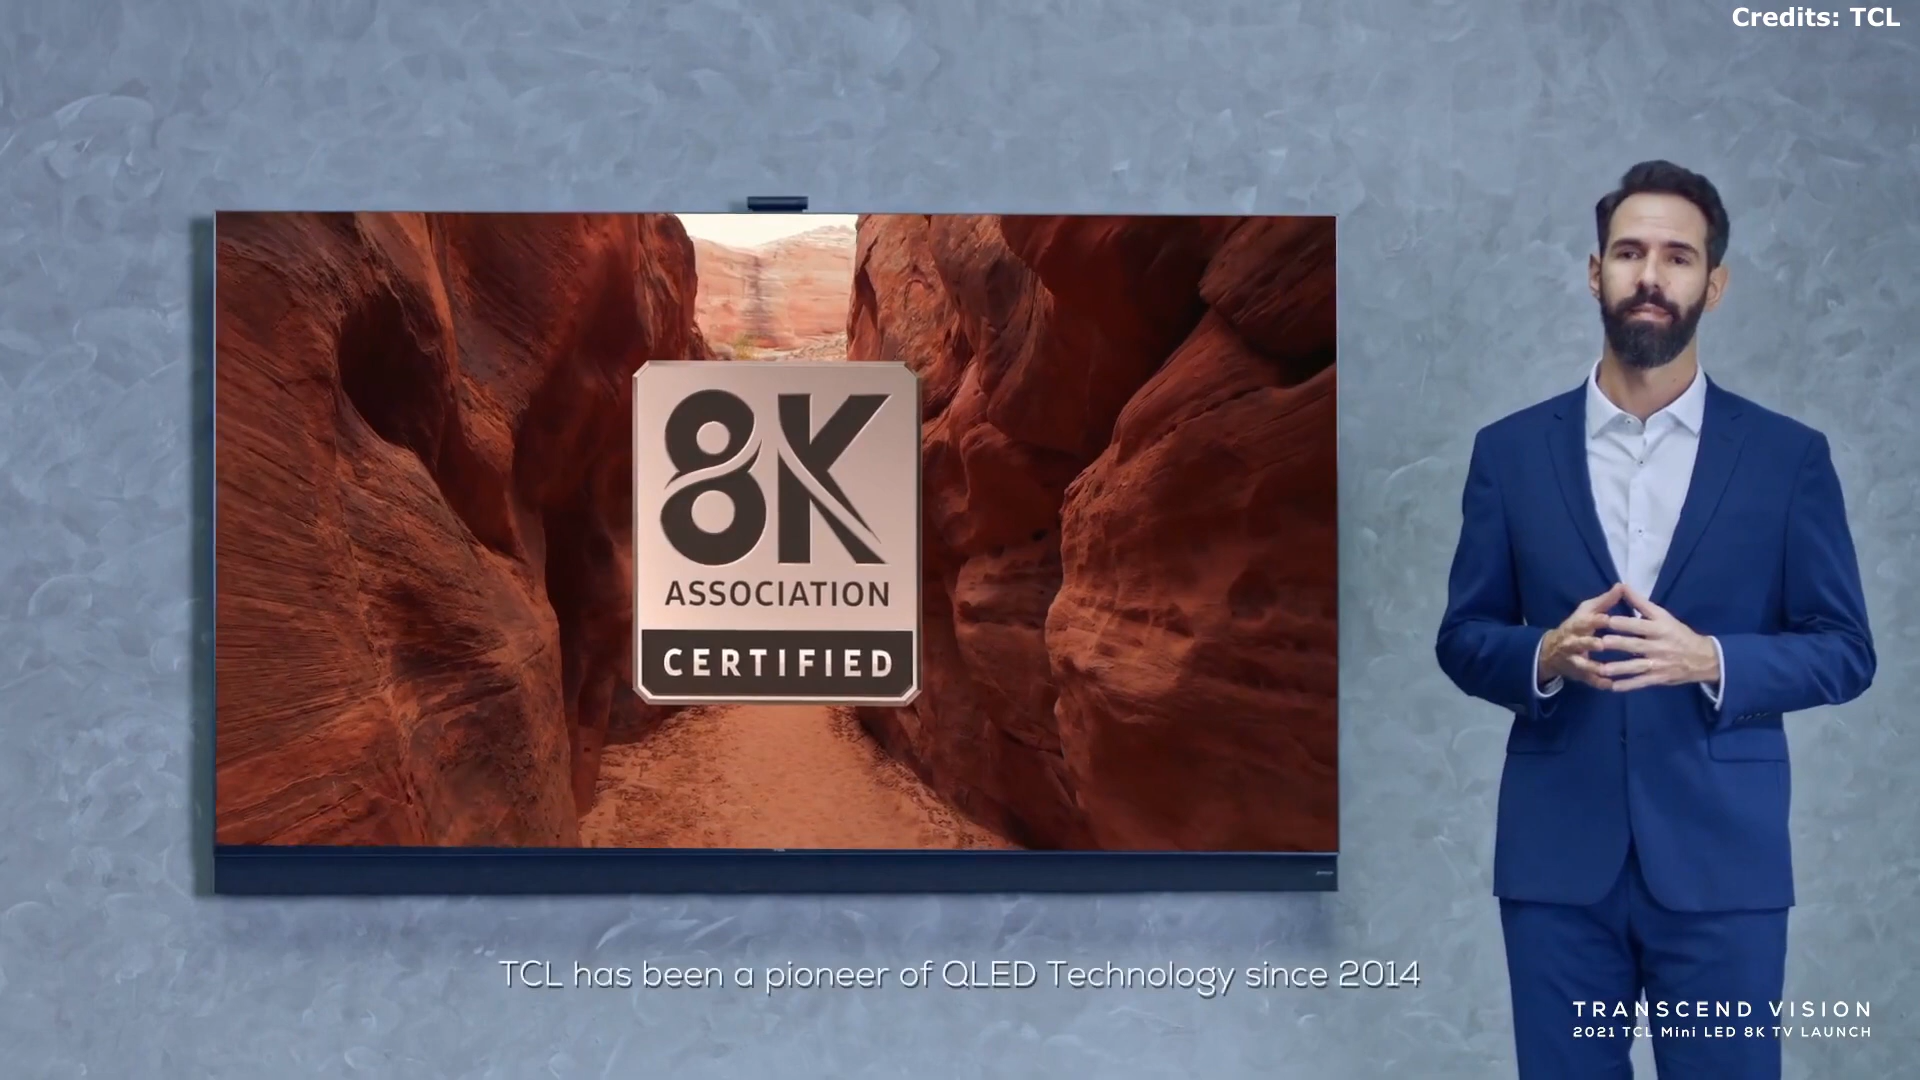 Credits: TCL
8K
ASSOCIATION
CERTIFIED
TCL has been a pioneer of QLED Technology since 2014
TRANSCEND VISION
2021 TCL Mini LED 8K TV LAUNCH